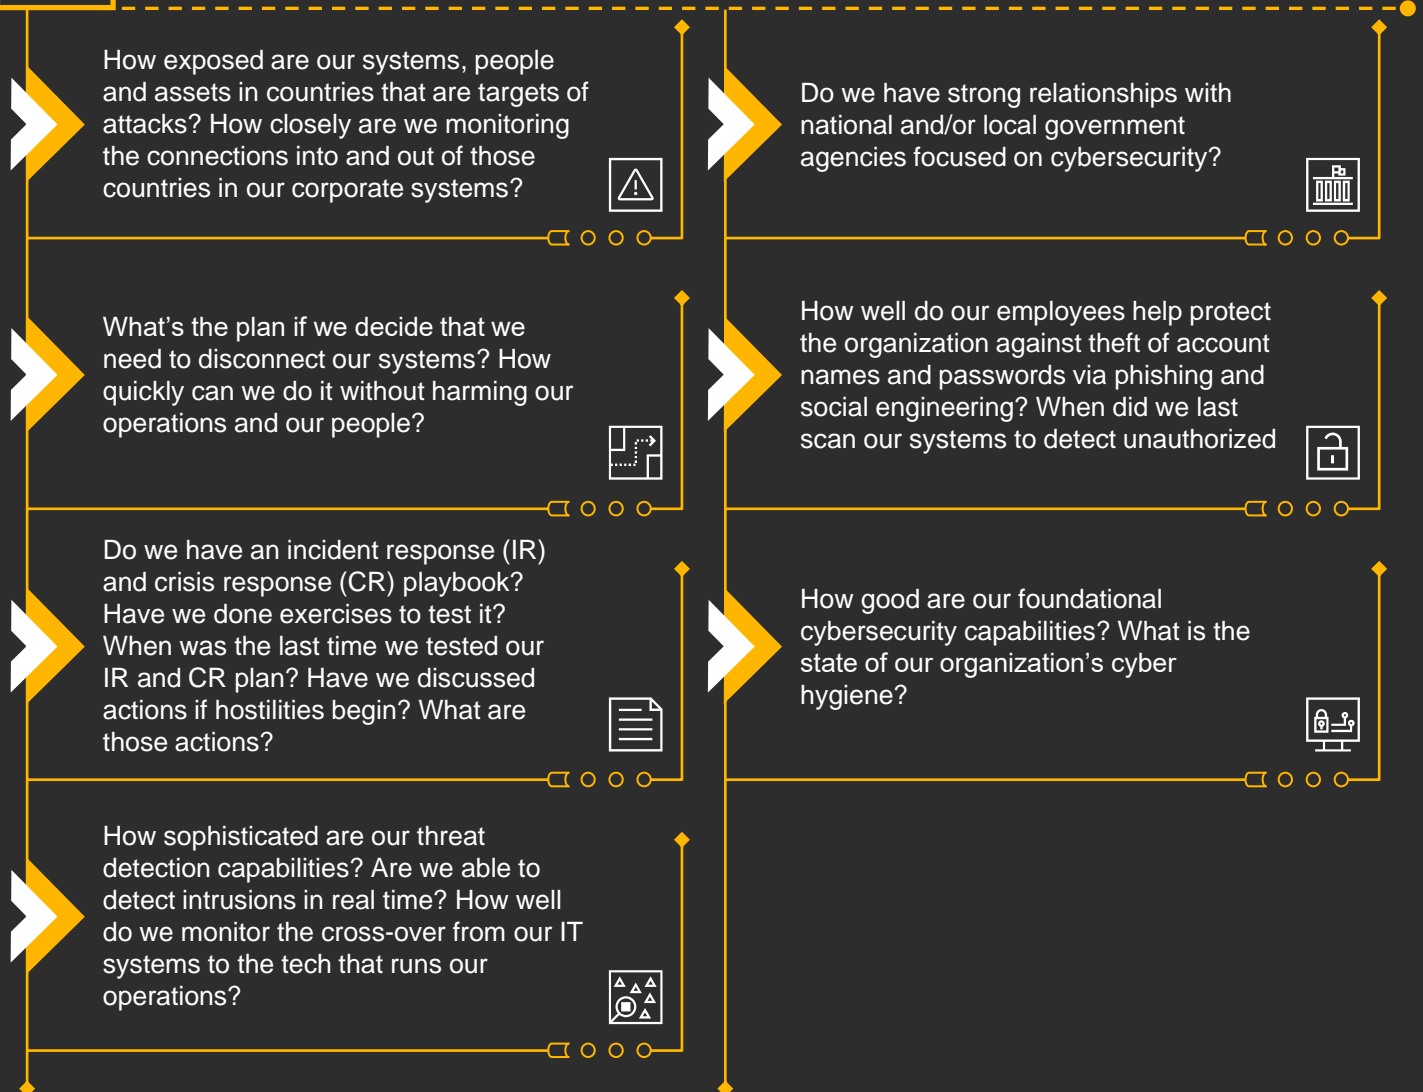 How exposed are our systems, people
and assets in countries that are targets of
attacks? How closely are we monitoring
the connections into and out of those
countries in our corporate systems?
What’s the plan if we decide that we
need to disconnect our systems? How
quickly can we do it without harming our
operations and our people?
Do we have an incident response (IR)
and crisis response (CR) playbook?
Have we done exercises to test it?
When was the last time we tested our
IR and CR plan? Have we discussed
actions if hostilities begin? What are
those actions?
How sophisticated are our threat
detection capabilities? Are we able to
detect intrusions in real time? How well
do we monitor the cross-over from our IT
systems to the tech that runs our
operations?
Do we have strong relationships with
national and/or local government
agencies focused on cybersecurity?
How well do our employees help protect
the organization against theft of account
names and passwords via phishing and
social engineering? When did we last
scan our systems to detect unauthorized
How good are our foundational
cybersecurity capabilities? What is the
state of our organization’s cyber
hygiene?